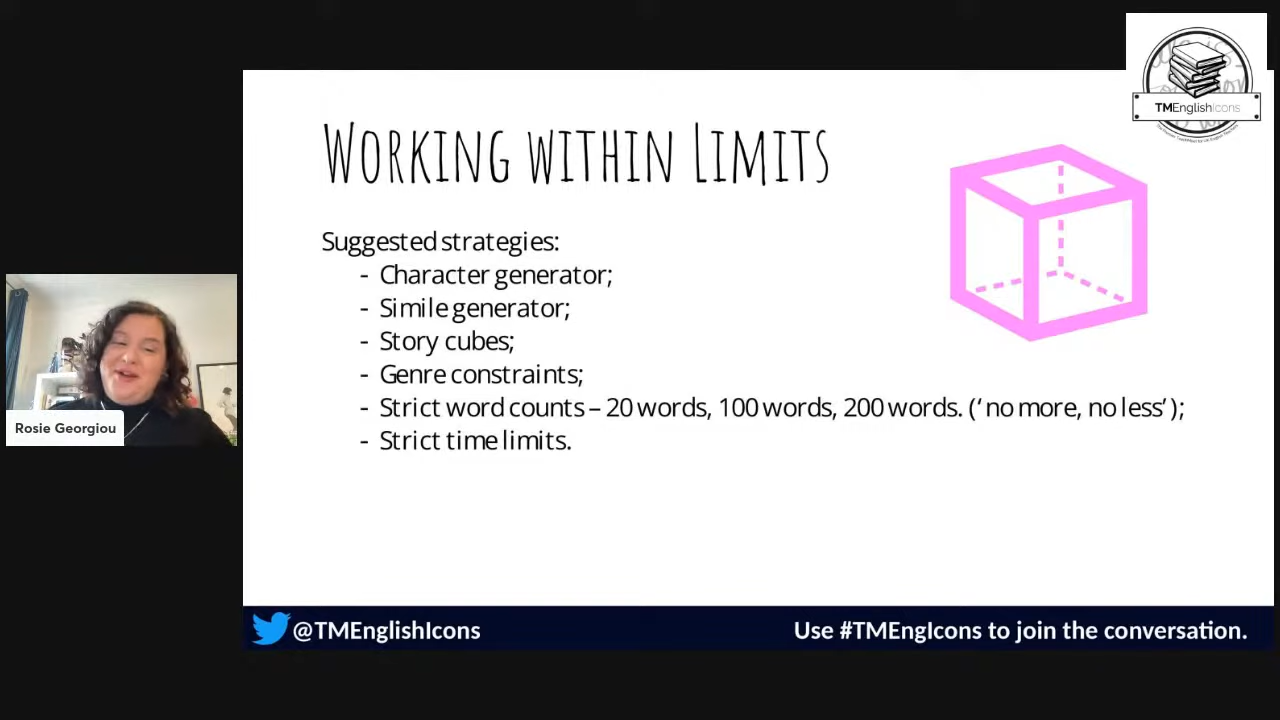 TMEnglishIcons
WORKING WITHIN LIMITS
Suggested strategies:
- Character generator;
- Simile generator;
- Story cubes;
- Genre constraints;
- Strict word counts – 20 words, 100 words, 200 words. (‘no more, no less’);
- Strict time limits.
Rosie Georgiou
@TMEnglishIcons
Use #TMEngIcons to join the conversation.